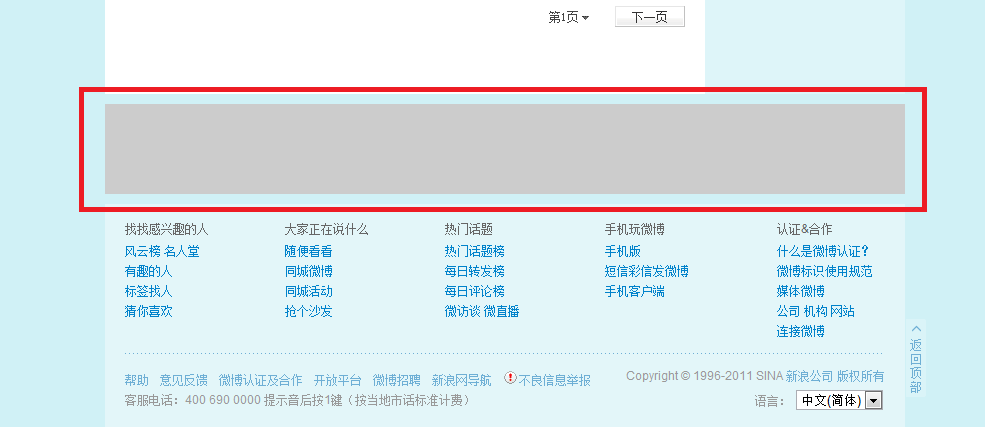 第1页 下一页
找找感兴趣的人 大家正在说什么 热门话题 手机玩微博 认证&合作
风云榜 名人堂 随便看看 热门话题榜 手机版 什么是微博认证?
有趣的人 同城微博 每日转发榜 短信彩信发微博 微博标识使用规范
标签找人 同城活动 每日评论榜 手机客户端 媒体微博
猜你喜欢 抢个沙发 微访谈 微直播 公司 机构 网站
连接微博
返回顶部
帮助 意见反馈 微博认证及合作 开放平台 微博招聘 新浪网导航 不良信息举报 Copyright © 1996-2011 SINA 新浪公司 版权所有
客服电话：400 690 0000 提示音后按1键（按当地市话标准计费） 语言： 中文(简体)